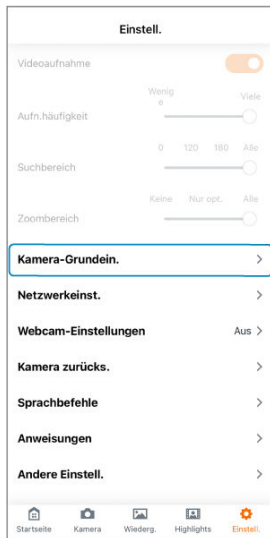 Einstell.
Videoaufnahme
Wenig
e
Viele
Aufn.häufigkeit
0 120 180 Alle
Suchbereich
Keine Nur opt. Alle
Zoombereich
Kamera-Grundein.
Netzwerkeinst.
Webcam-Einstellungen Aus
Kamera zurücks.
Sprachbefehle
Anweisungen
Andere Einstell.
Startseite Kamera Wiederg. Highlights Einstell.